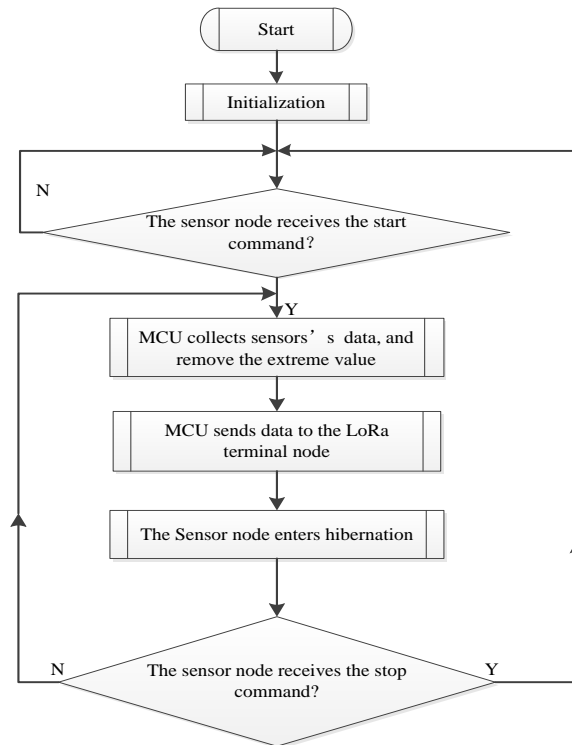 Start
Initialization
N
The sensor node receives the start
command?
Y
MCU collects sensors’s data, and
remove the extreme value
MCU sends data to the LoRa
terminal node
The Sensor node enters hibernation
N
The sensor node receives the stop
command?
Y